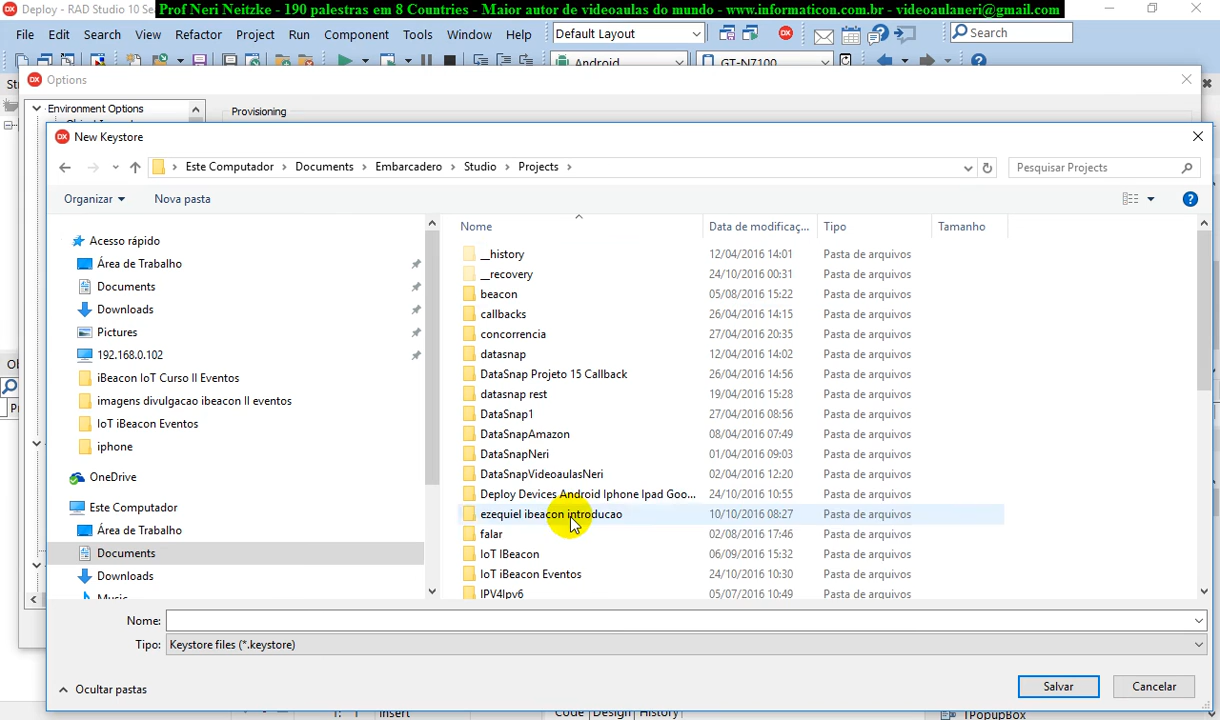 Deploy - RAD Studio 10 Se
Prof Neri Neitzke - 190 palestras em 8 Countries - Maior autor de videoaulas do mundo - www.informaticon.com.br - videoaulaneri@gmail.com
File Edit Search View Refactor Project Run Component Tools Window Help Default Layout Search
Android GT-N7100
Options
Environment Options
Provisioning
New Keystore
Este Computador Documents Embarcadero Studio Projects Pesquisar Projects
Organizar Nova pasta
Nome Data de modificaç... Tipo Tamanho
Acesso rápido
Área de Trabalho
Documents
Downloads
Pictures
192.168.0.102
iBeacon IoT Curso II Eventos
imagens divulgacao ibeacon II eventos
IoT iBeacon Eventos
iphone
OneDrive
Este Computador
Área de Trabalho
Documents
Downloads
Music
__history 12/04/2016 14:01 Pasta de arquivos
__recovery 24/10/2016 00:31 Pasta de arquivos
beacon 05/08/2016 15:22 Pasta de arquivos
callbacks 26/04/2016 14:15 Pasta de arquivos
concorrencia 27/04/2016 20:35 Pasta de arquivos
datasnap 12/04/2016 14:02 Pasta de arquivos
DataSnap Projeto 15 Callback 26/04/2016 14:56 Pasta de arquivos
datasnap rest 19/04/2016 15:28 Pasta de arquivos
DataSnap1 27/04/2016 08:56 Pasta de arquivos
DataSnapAmazon 08/04/2016 07:49 Pasta de arquivos
DataSnapNeri 01/04/2016 09:03 Pasta de arquivos
DataSnapVideoaulasNeri 02/04/2016 12:20 Pasta de arquivos
Deploy Devices Android Iphone Ipad Goo... 24/10/2016 10:55 Pasta de arquivos
ezequiel ibeacon introducao 10/10/2016 08:27 Pasta de arquivos
falar 02/08/2016 17:46 Pasta de arquivos
IoT IBeacon 06/09/2016 15:32 Pasta de arquivos
IoT iBeacon Eventos 24/10/2016 10:30 Pasta de arquivos
IPV4Ipv6 05/07/2016 10:49 Pasta de arquivos
Nome:
Tipo: Keystore files (*.keystore)
Ocultar pastas Salvar Cancelar
1: 1 Insert Code Design History TPopupBox